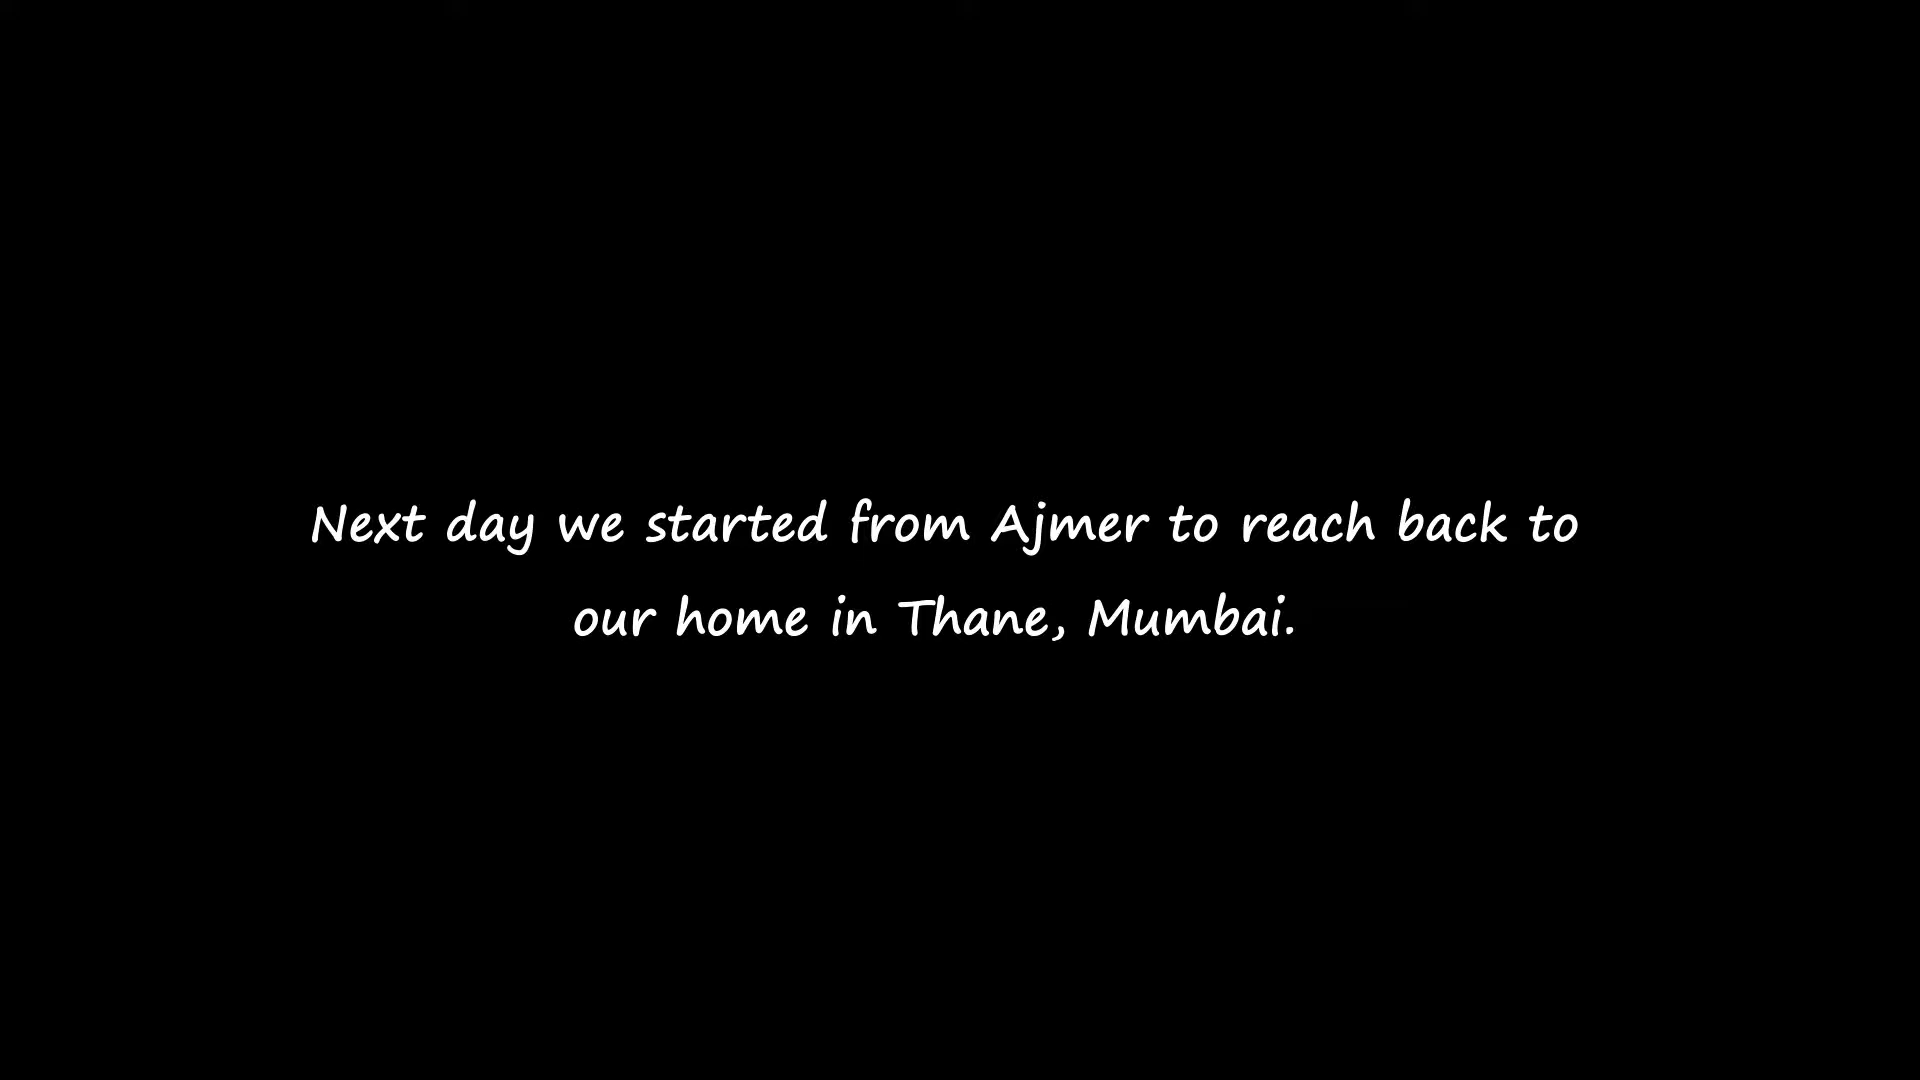 Next day we started from Ajmer to reach back to
our home in Thane, Mumbai.